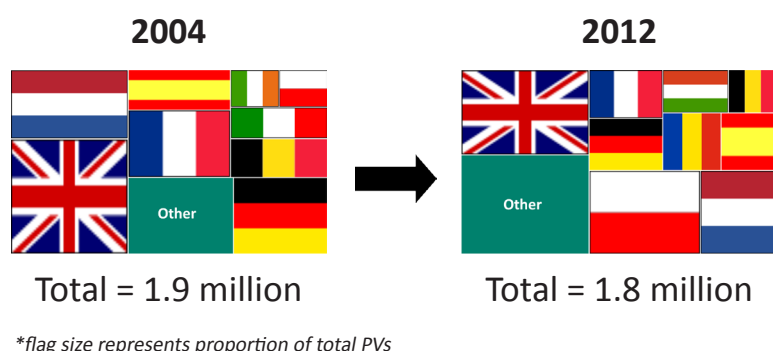 2004
2012
Other
Other
Total = 1.9 million
Total = 1.8 million
*flag size represents proportion of total PVs